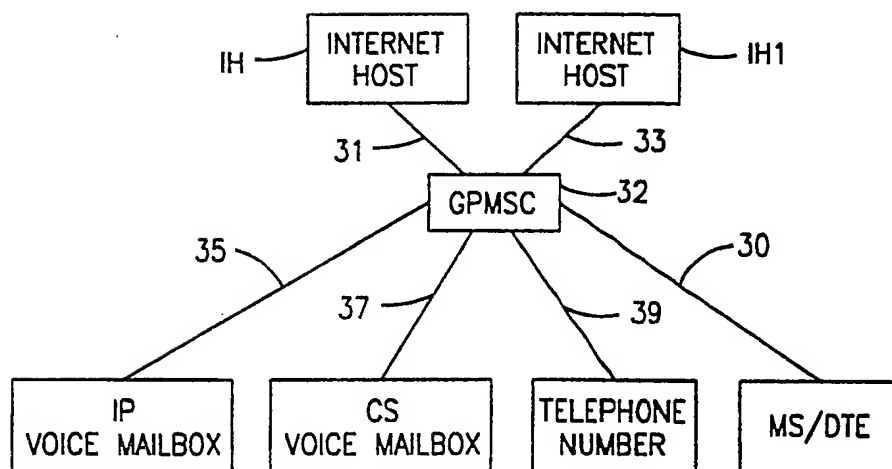 IH
INTERNET
HOST
INTERNET
HOST
IH1
31
33
32
GPMSC
35
30
37
39
IP
VOICE MAILBOX
CS
VOICE MAILBOX
TELEPHONE
NUMBER
MS/DTE